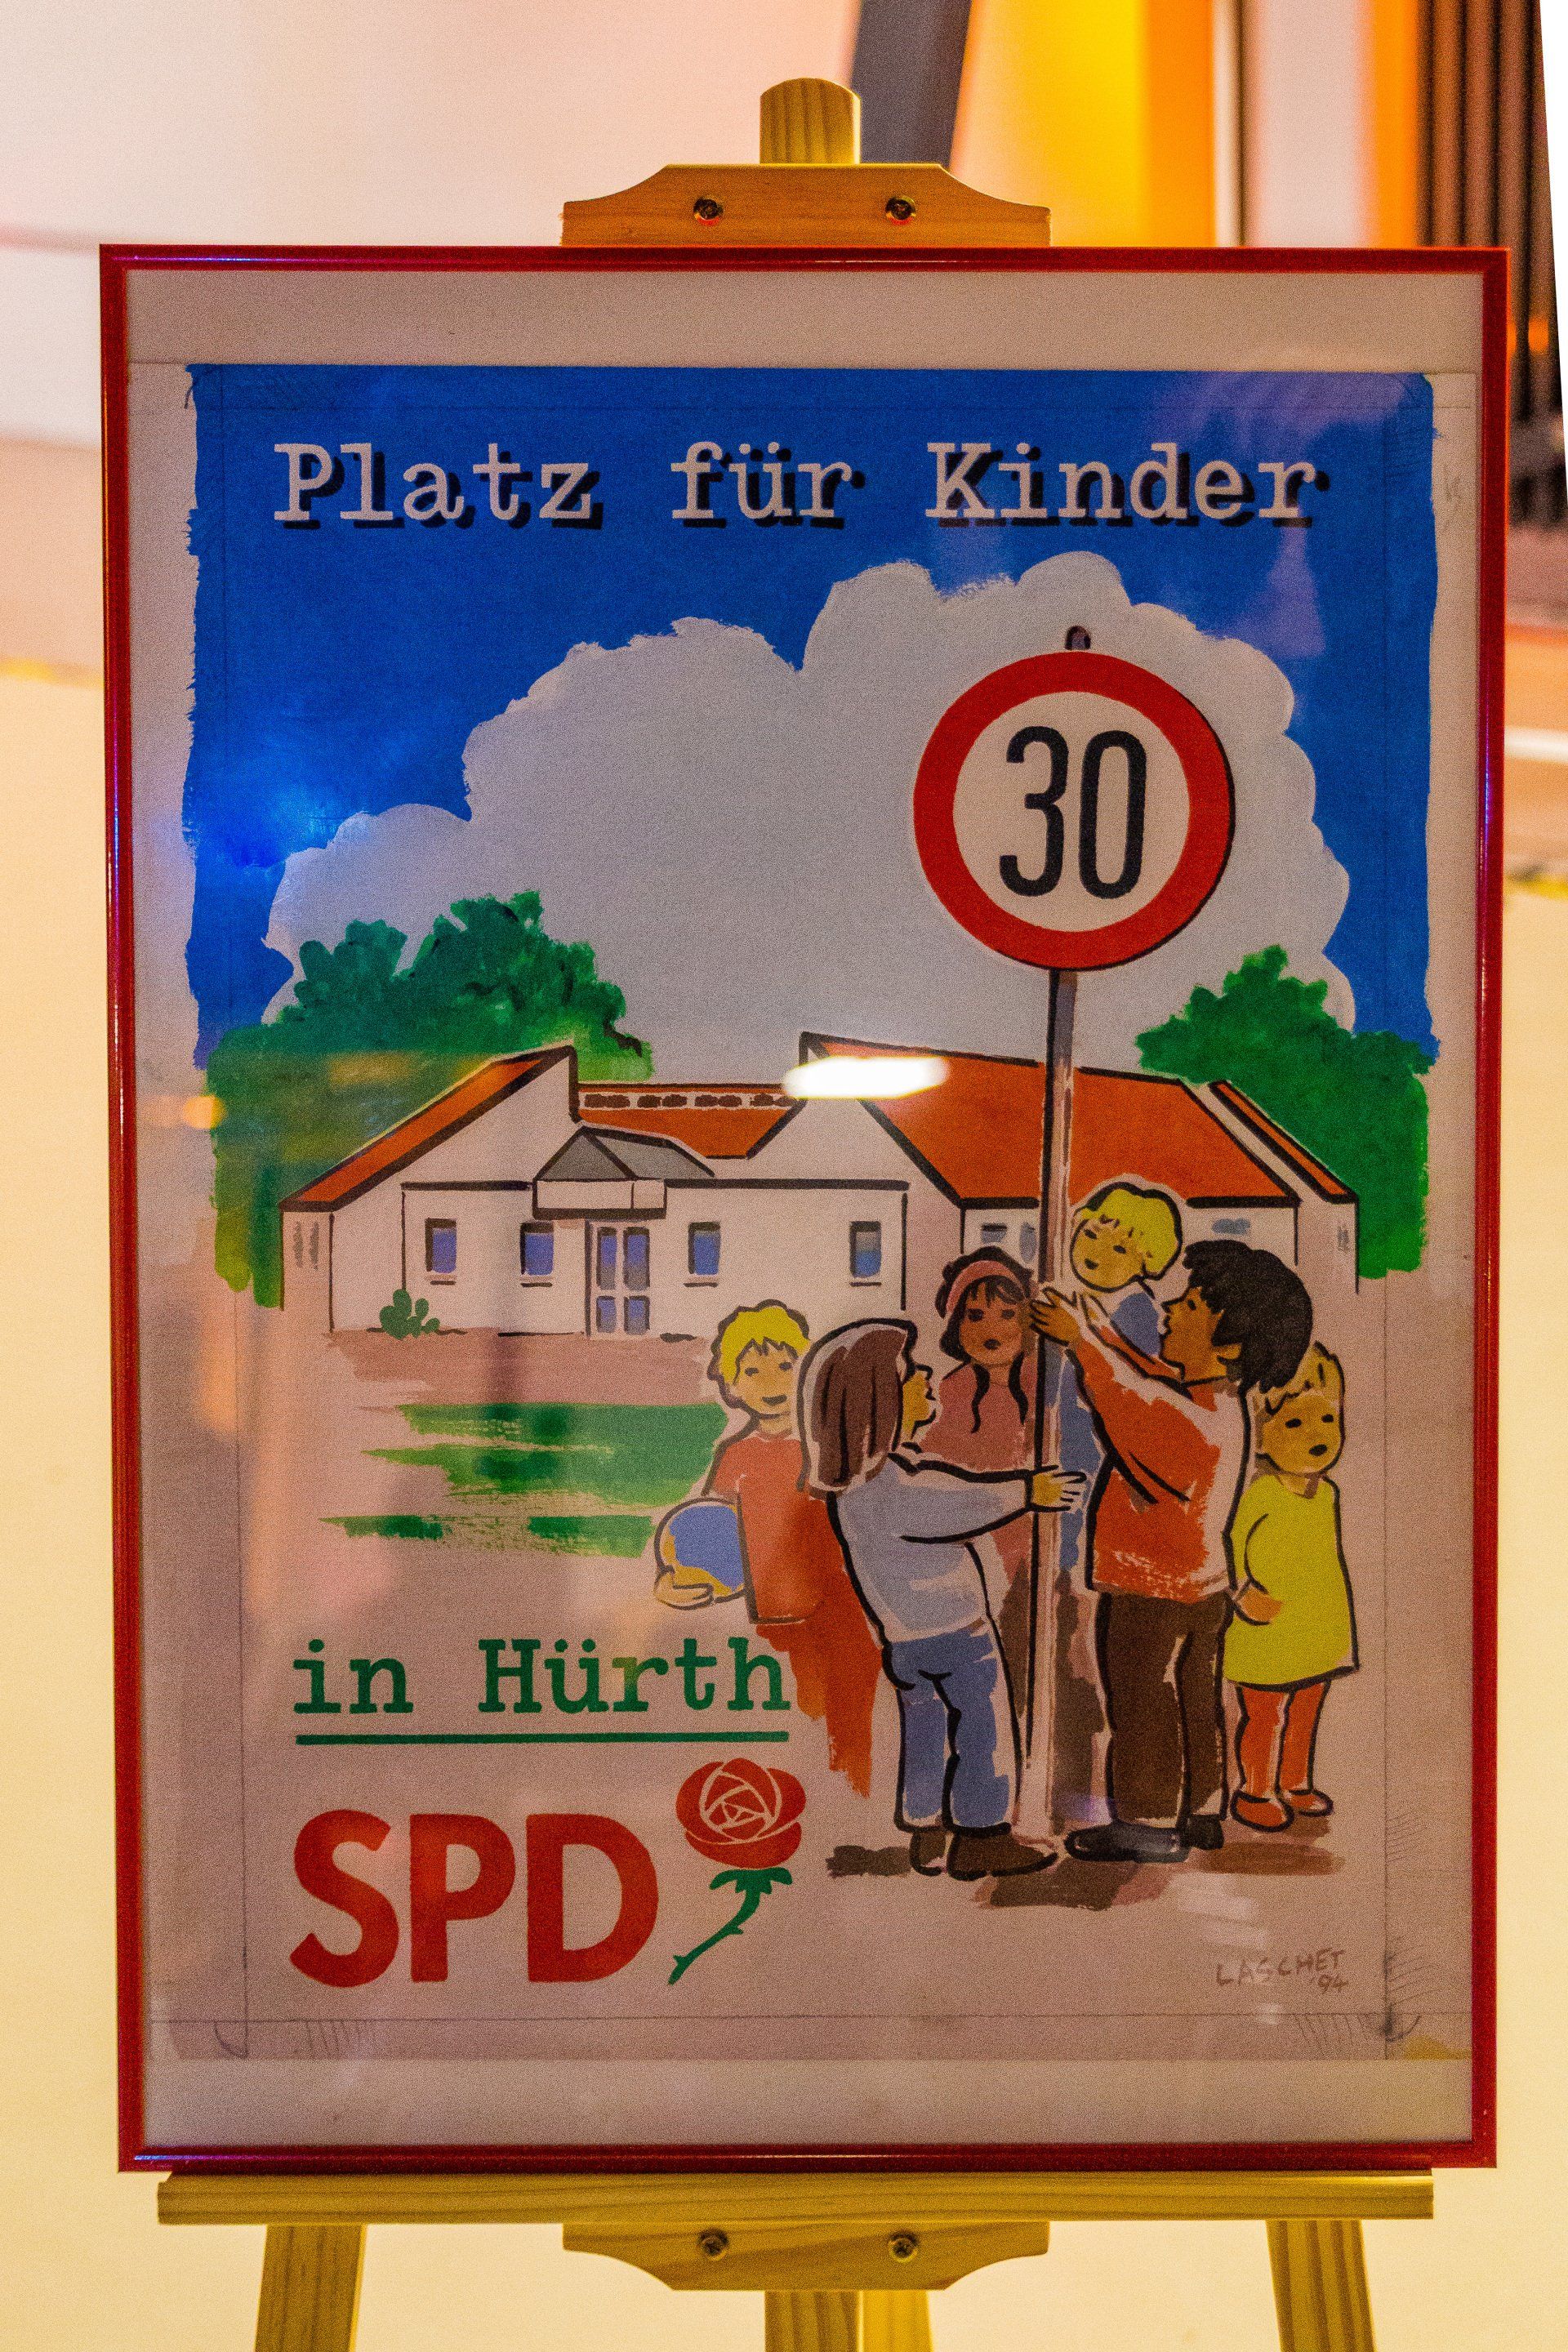 Platz für Kinder
30
in Hürth
SPD
LASCHET
'94